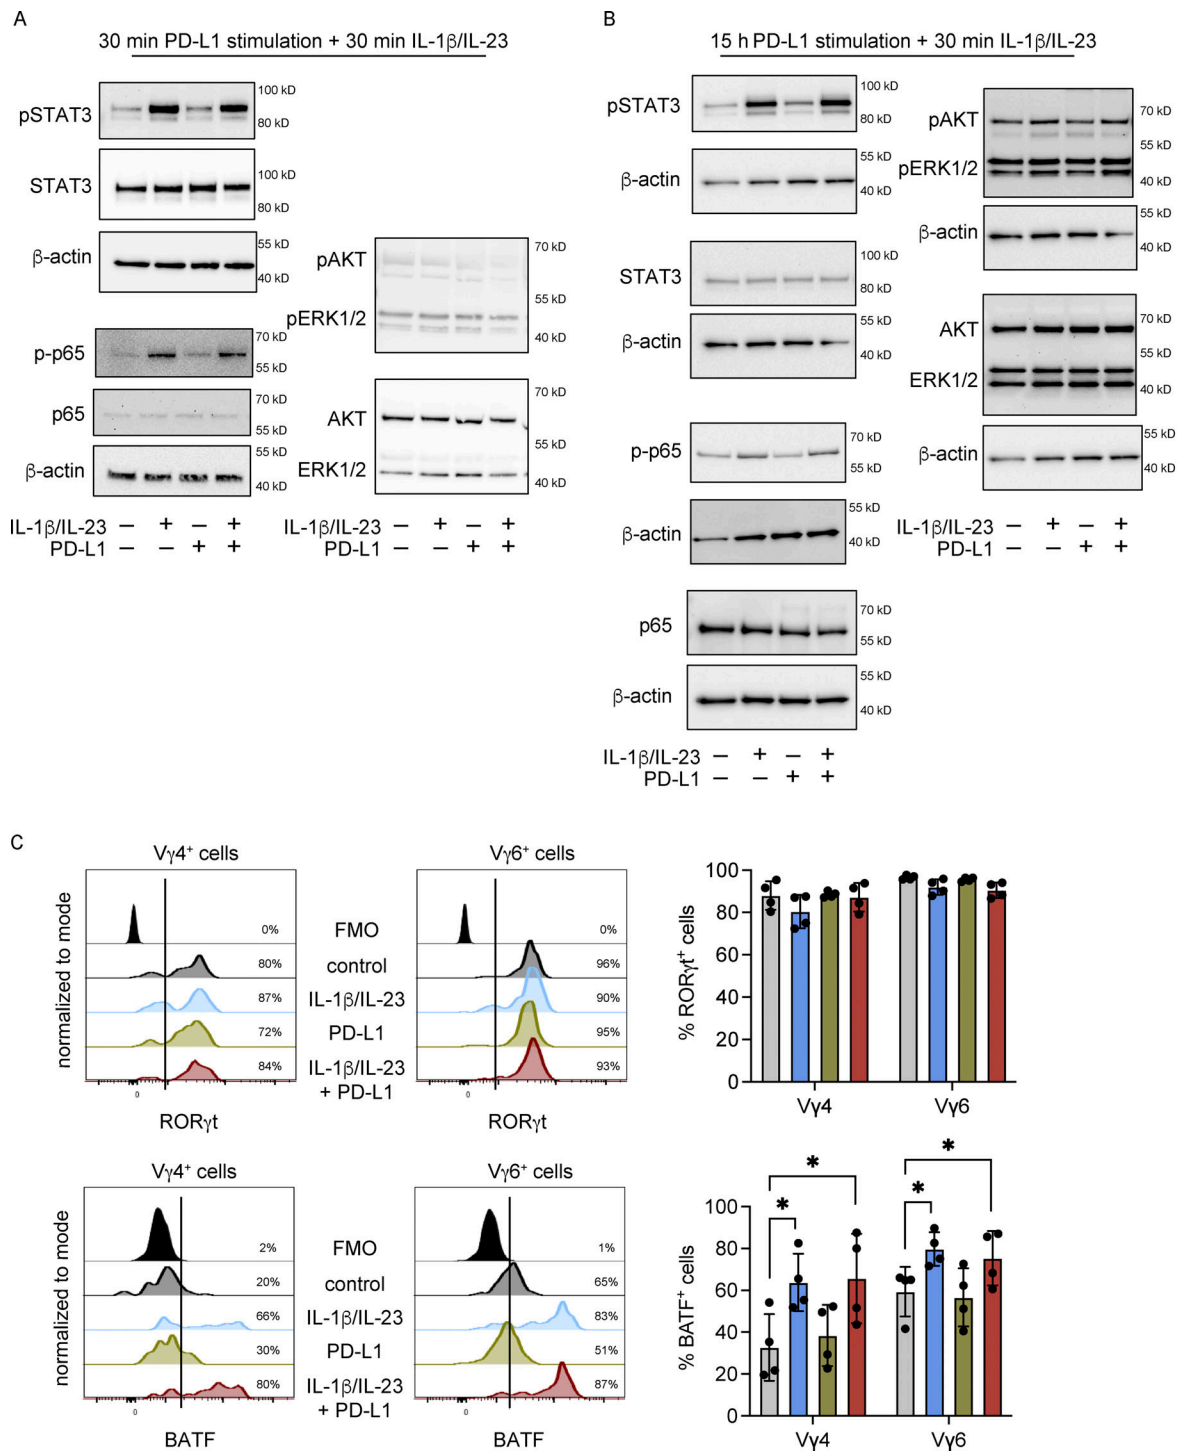 A
30 min PD-L1 stimulation + 30 min IL-1β/IL-23
pSTAT3
100 kD
80 kD
STAT3
100 kD
80 kD
β-actin
55 kD
40 kD
p-p65
70 kD
55 kD
p65
70 kD
55 kD
β-actin
55 kD
40 kD
IL-1β/IL-23 – + – +
PD-L1 – – + +
pAKT
pERK1/2
70 kD
55 kD
40 kD
AKT
ERK1/2
70 kD
55 kD
40 kD
IL-1β/IL-23 – + – +
PD-L1 – – + +
B
15 h PD-L1 stimulation + 30 min IL-1β/IL-23
pSTAT3
100 kD
80 kD
β-actin
55 kD
40 kD
STAT3
100 kD
80 kD
β-actin
55 kD
40 kD
p-p65
70 kD
55 kD
β-actin
55 kD
40 kD
p65
70 kD
55 kD
β-actin
55 kD
40 kD
IL-1β/IL-23 – + – +
PD-L1 – – + +
pAKT
pERK1/2
70 kD
55 kD
40 kD
β-actin
55 kD
40 kD
AKT
ERK1/2
70 kD
55 kD
40 kD
β-actin
55 kD
40 kD
IL-1β/IL-23 – + – +
PD-L1 – – + +
C
Vγ4+ cells
Vγ6+ cells
normalized to mode
0% FMO 0%
80% control 96%
87% IL-1β/IL-23 90%
72% PD-L1 95%
84% IL-1β/IL-23 93%
+ PD-L1
0
0
RORγt
RORγt
% RORγt+ cells
100
80
60
40
20
0
Vγ4
Vγ6
Vγ4+ cells
Vγ6+ cells
normalized to mode
2% FMO 1%
20% control 65%
66% IL-1β/IL-23 83%
30% PD-L1 51%
80% IL-1β/IL-23 87%
+ PD-L1
0
0
BATF
BATF
% BATF+ cells
100
80
60
40
20
0
*
*
*
*
Vγ4
Vγ6